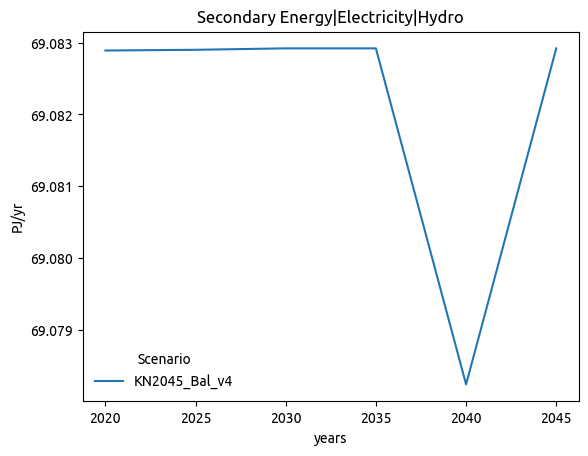 Secondary Energy|Electricity|Hydro
69.083
69.082
69.081
69.080
69.079
PJ/yr
Scenario
KN2045_Bal_v4
2020 2025 2030 2035 2040 2045
years